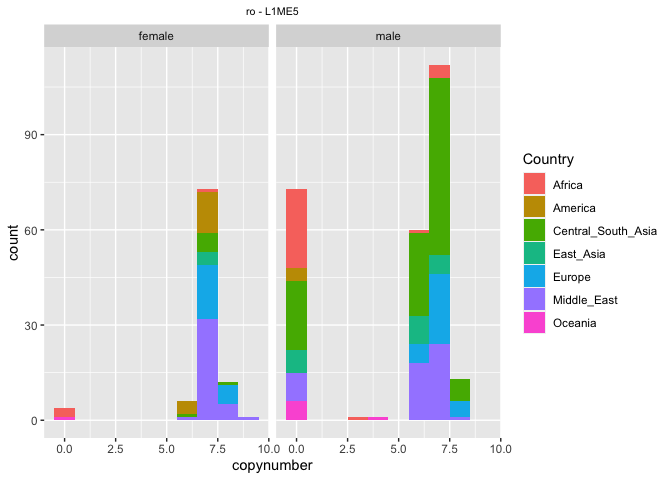 ro - L1ME5
female
male
90
60
30
0
0.0 2.5 5.0 7.5 10.0
0.0 2.5 5.0 7.5 10.0
copynumber
count
Country
Africa
America
Central_South_Asia
East_Asia
Europe
Middle_East
Oceania